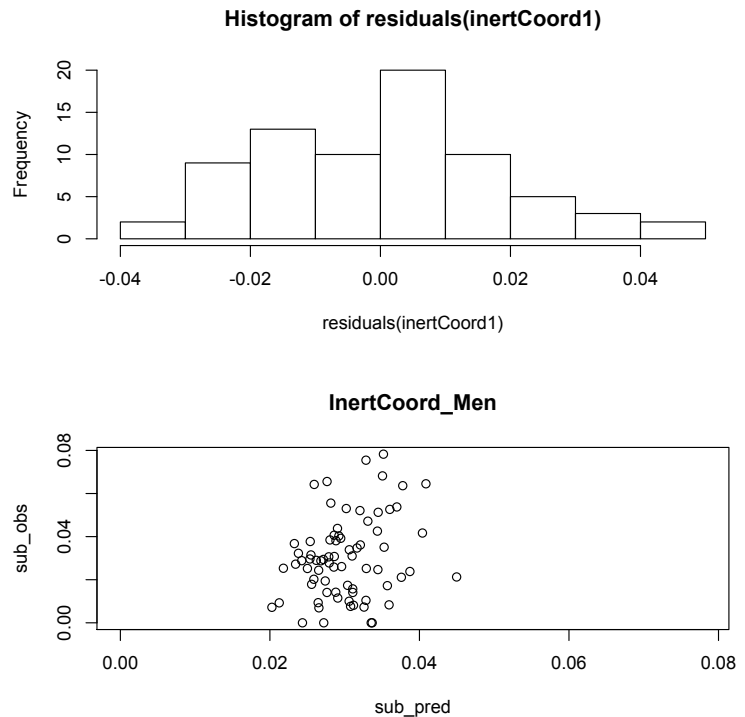 Histogram of residuals(inertCoord1)
Frequency
20
15
10
5
0
-0.04 -0.02 0.00 0.02 0.04
residuals(inertCoord1)
InertCoord_Men
sub_obs
0.08
0.04
0.00
0.00 0.02 0.04 0.06 0.08
sub_pred